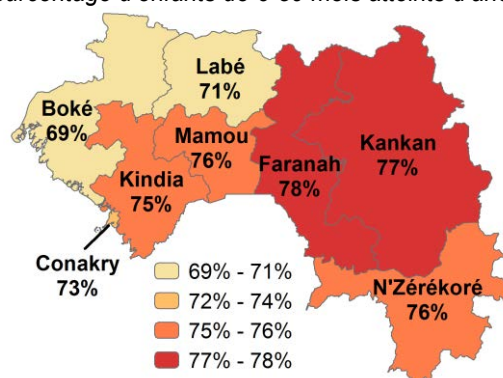 Labé
71%
Boké
69%
Mamou
76%
Kankan
77%
Faranah
78%
Kindia
75%
Conakry
73%
N'Zérékoré
76%
69% - 71%
72% - 74%
75% - 76%
77% - 78%